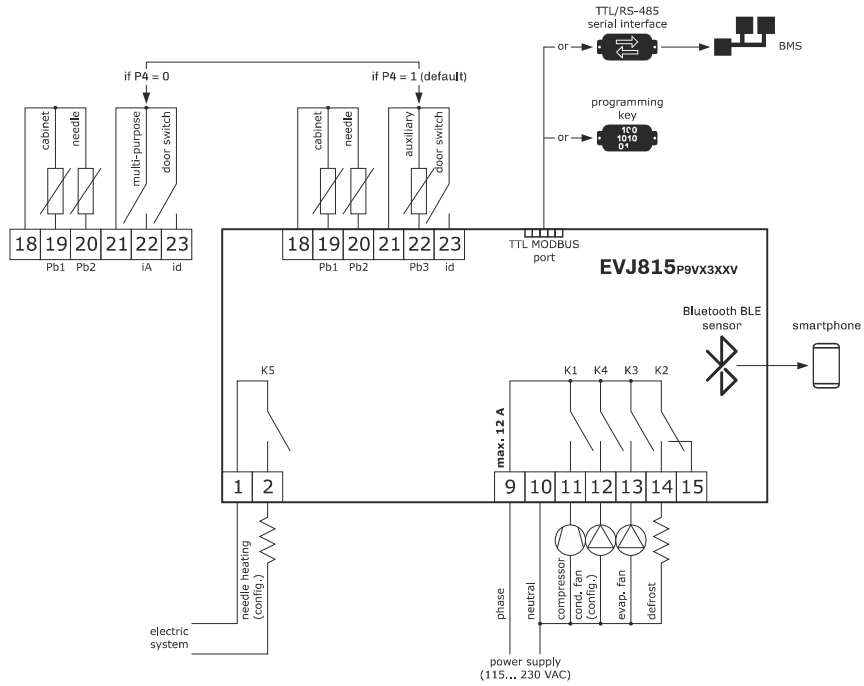 TTL/RS-485
serial interface
or
BMS
if P4 = 0
if P4 = 1 (default)
programming
key
or
100
1010
01
cabinet
needle
multi-purpose
door switch
cabinet
needle
auxiliary
door switch
18 19 20 21 22 23
Pb1 Pb2 iA id
18 19 20 21 22 23
Pb1 Pb2 Pb3 id
TTL MODBUS
port
EVJ815P9VX3XXV
Bluetooth BLE
sensor
smartphone
K5
K1 K4 K3 K2
max. 12 A
1 2
9 10 11 12 13 14 15
needle heating
(config.)
phase
neutral
compressor
cond. fan
(config.)
evap. fan
defrost
electric
system
power supply
(115... 230 VAC)